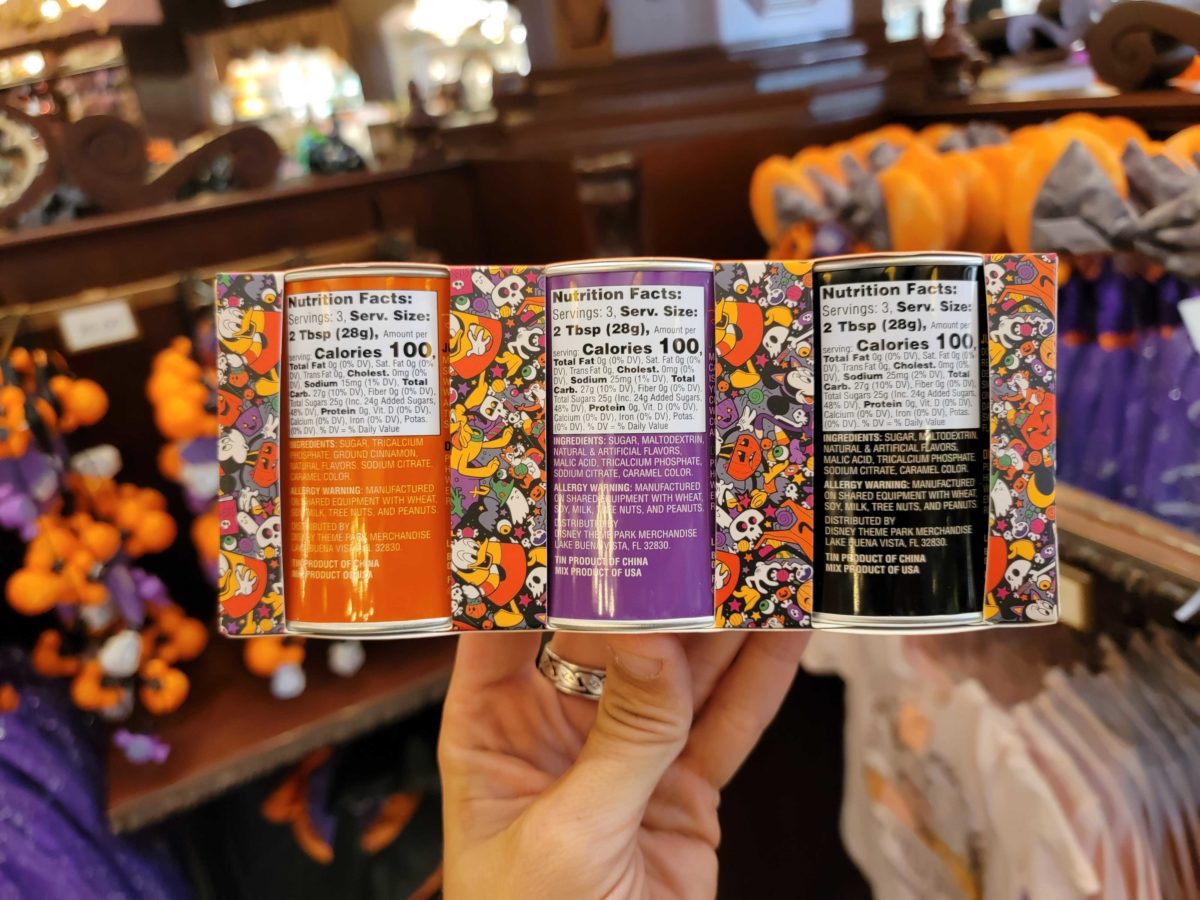 Nutrition Facts:
Servings: 3, Serv. Size:
2 Tbsp (28g), Amount per
serving: Calories 100,
Total Fat 0g (0% DV), Sat. Fat 0g (0%
DV), Trans Fat 0g, Cholest. 0mg (0%
DV), Sodium 15mg (1% DV), Total
Carb. 27g (10% DV), Fiber 0g (0% DV),
Total Sugars 25g (Inc. 24g Added Sugars,
48% DV), Protein 0g, Vit. D (0% DV),
Calcium (0% DV), Iron (0% DV), Potas.
(0% DV). % DV = % Daily Value
INGREDIENTS: SUGAR, TRICALCIUM
PHOSPHATE, GROUND CINNAMON,
NATURAL FLAVORS, SODIUM CITRATE,
CARAMEL COLOR.
ALLERGY WARNING: MANUFACTURED
ON SHARED EQUIPMENT WITH WHEAT,
SOY, MILK, TREE NUTS, AND PEANUTS.
DISTRIBUTED BY
DISNEY THEME PARK MERCHANDISE
LAKE BUENA VISTA, FL 32830.
TIN PRODUCT OF CHINA
MIX PRODUCT OF USA
Nutrition Facts:
Servings: 3, Serv. Size:
2 Tbsp (28g), Amount per
serving: Calories 100,
Total Fat 0g (0% DV), Sat. Fat 0g (0%
DV), Trans Fat 0g, Cholest. 0mg (0%
DV), Sodium 25mg (1% DV), Total
Carb. 27g (10% DV), Fiber 0g (0% DV),
Total Sugars 25g (Inc. 24g Added Sugars,
48% DV), Protein 0g, Vit. D (0% DV),
Calcium (0% DV), Iron (0% DV), Potas.
(0% DV). % DV = % Daily Value
INGREDIENTS: SUGAR, MALTODEXTRIN,
NATURAL & ARTIFICIAL FLAVORS,
MALIC ACID, TRICALCIUM PHOSPHATE,
SODIUM CITRATE, CARAMEL COLOR.
ALLERGY WARNING: MANUFACTURED
ON SHARED EQUIPMENT WITH WHEAT,
SOY, MILK, TREE NUTS, AND PEANUTS.
DISTRIBUTED BY
DISNEY THEME PARK MERCHANDISE
LAKE BUENA VISTA, FL 32830.
TIN PRODUCT OF CHINA
MIX PRODUCT OF USA
Nutrition Facts:
Servings: 3, Serv. Size:
2 Tbsp (28g), Amount per
serving: Calories 100,
Total Fat 0g (0% DV), Sat. Fat 0g (0%
DV), Trans Fat 0g, Cholest. 0mg (0%
DV), Sodium 25mg (2% DV), Total
Carb. 27g (10% DV), Fiber 0g (0% DV),
Total Sugars 25g (Inc. 24g Added Sugars,
48% DV), Protein 0g, Vit. D (0% DV),
Calcium (0% DV), Iron (0% DV), Potas.
(0% DV). % DV = % Daily Value
INGREDIENTS: SUGAR, MALTODEXTRIN,
NATURAL & ARTIFICIAL FLAVORS,
MALIC ACID, TRICALCIUM PHOSPHATE,
SODIUM CITRATE, CARAMEL COLOR.
ALLERGY WARNING: MANUFACTURED
ON SHARED EQUIPMENT WITH WHEAT,
SOY, MILK, TREE NUTS, AND PEANUTS.
DISTRIBUTED BY
DISNEY THEME PARK MERCHANDISE
LAKE BUENA VISTA, FL 32830.
TIN PRODUCT OF CHINA
MIX PRODUCT OF USA